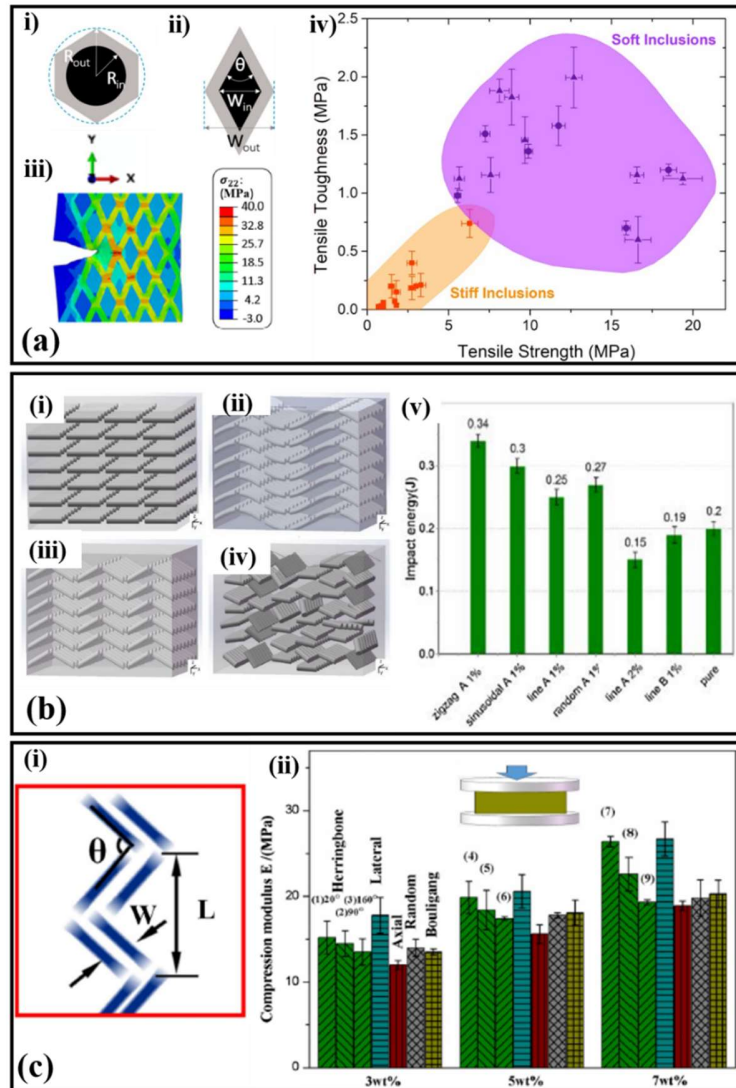 i)
R_out
R_in
ii)
θ
W_in
W_out
iii)
Y
X
σ22:
(MPa)
40.0
32.8
25.7
18.5
11.3
4.2
-3.0
(a)
iv)
Tensile Toughness (MPa)
2.5
2.0
1.5
1.0
0.5
0.0
Soft Inclusions
Stiff Inclusions
0 5 10 15 20
Tensile Strength (MPa)
(i)
(ii)
(iii)
(iv)
(b)
(v)
Impact energy(J)
0.3
0.2
0.1
0.0
0.34
0.3
0.25
0.27
0.15
0.19
0.2
zigzag A 1%
sinusoidal A 1%
line A 1%
random A 1%
line A 2%
line B 1%
pure
(i)
θ
W
L
(c)
(ii)
Compression modulus E /(MPa)
30
20
10
0
Herringbone
(1)20° (3)160°
(2)90°
Lateral
Axial
Random
Bouligang
(4)
(5)
(6)
(7)
(8)
(9)
3wt% 5wt% 7wt%